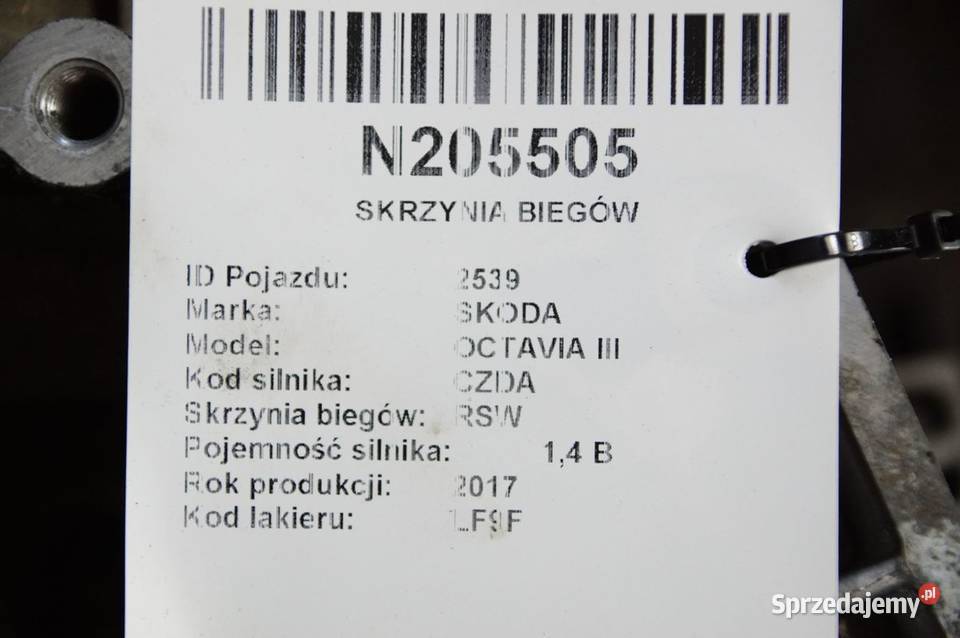 N205505
SKRZYNIA BIEGÓW
ID Pojazdu: 2539
Marka: SKODA
Model: OCTAVIA III
Kod silnika: CZDA
Skrzynia biegów: RSW
Pojemność silnika: 1,4 B
Rok produkcji: 2017
Kod lakieru: LF9F
Sprzedajemy.pl